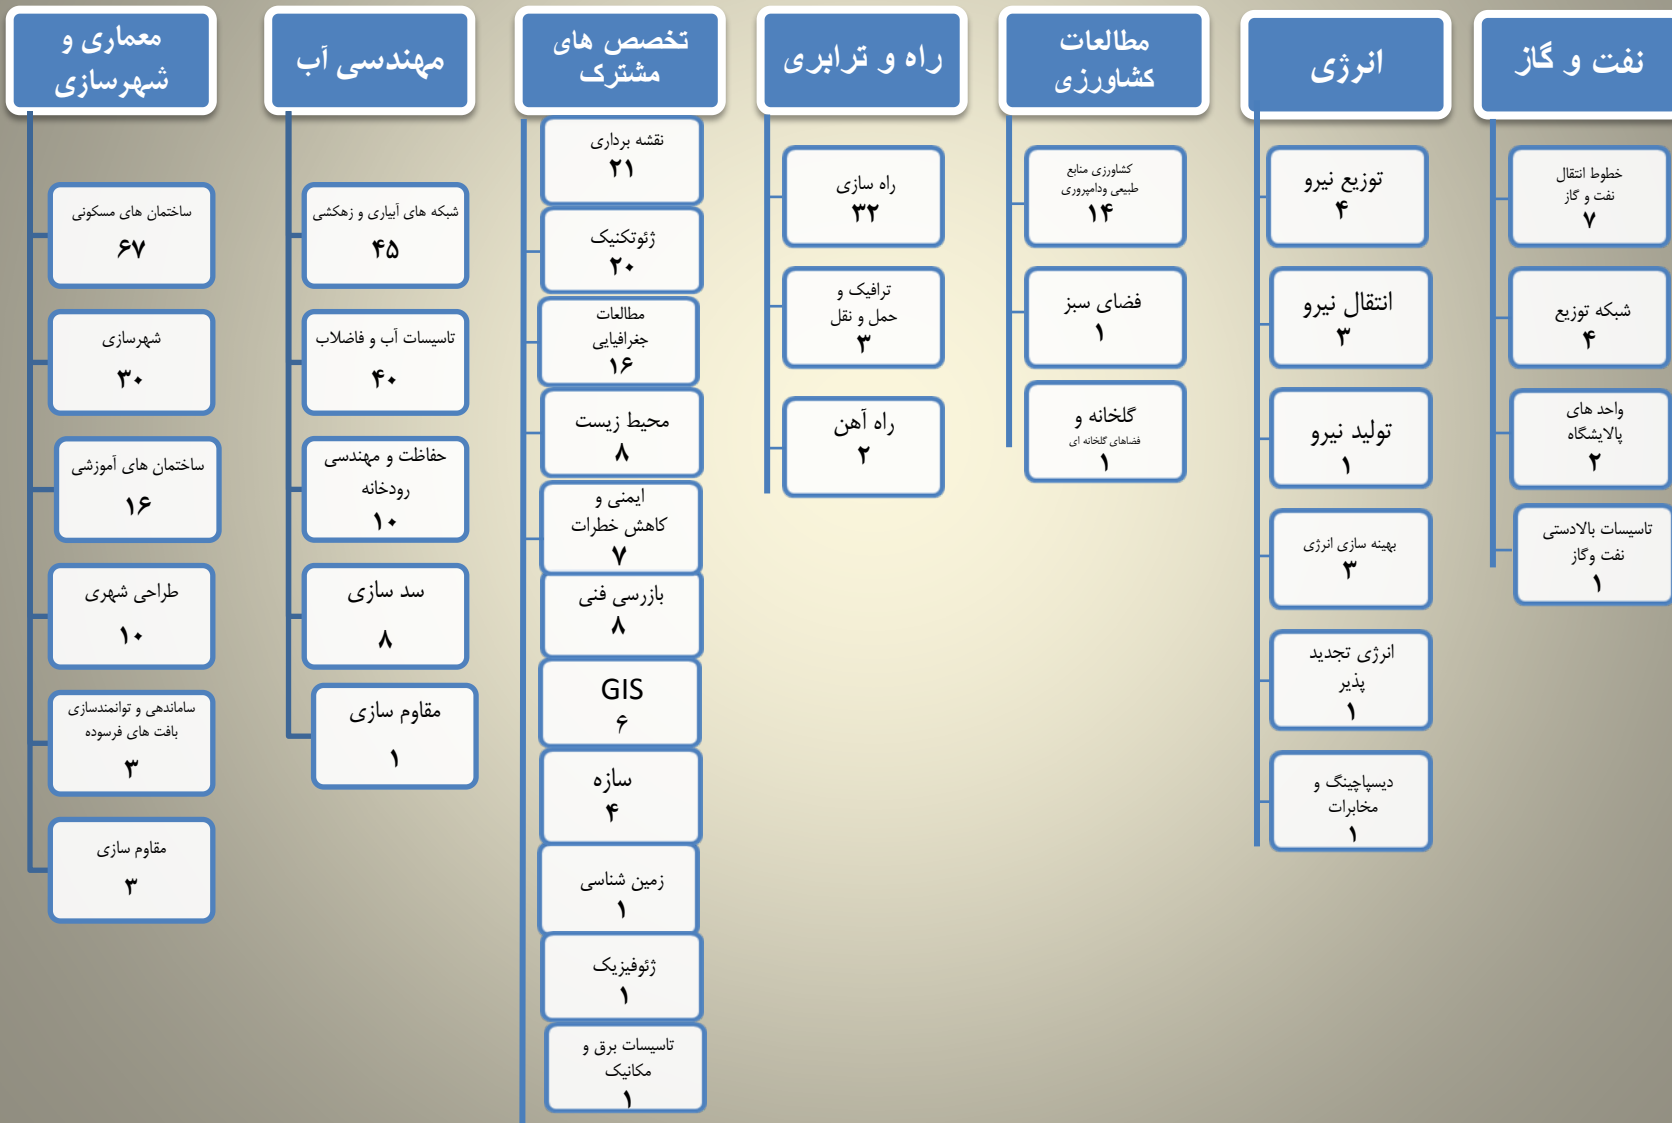 نفت و گاز
خطوط انتقال
نفت و گاز
۷
شبکه توزیع
۴
واحد های
پالایشگاه
۲
تاسیسات بالادستی
نفت وگاز
۱
انرژی
توزیع نیرو
۴
انتقال نیرو
۳
تولید نیرو
۱
بهینه سازی انرژی
۳
انرژی تجدید
پذیر
۱
دیسپاچینگ و
مخابرات
۱
مطالعات
کشاورزی
کشاورزی منابع
طبیعی ودامپروری
۱۴
فضای سبز
۱
گلخانه و
فضاهای گلخانه ای
۱
راه و ترابری
راه سازی
۳۲
ترافیک و
حمل و نقل
۳
راه آهن
۲
تخصص های
مشترک
نقشه برداری
۲۱
ژئوتکنیک
۲۰
مطالعات
جغرافیایی
۱۶
محیط زیست
۸
ایمنی و
کاهش خطرات
۷
بازرسی فنی
۸
GIS
۶
سازه
۴
زمین شناسی
۱
ژئوفیزیک
۱
تاسیسات برق و
مکانیک
۱
مهندسی آب
شبکه های آبیاری و زهکشی
۴۵
تاسیسات آب و فاضلاب
۴۰
حفاظت و مهندسی
رودخانه
۱۰
سد سازی
۸
مقاوم سازی
۱
معماری و
شهرسازی
ساختمان های مسکونی
۶۷
شهرسازی
۳۰
ساختمان های آموزشی
۱۶
طراحی شهری
۱۰
ساماندهی و توانمندسازی
بافت های فرسوده
۳
مقاوم سازی
۳